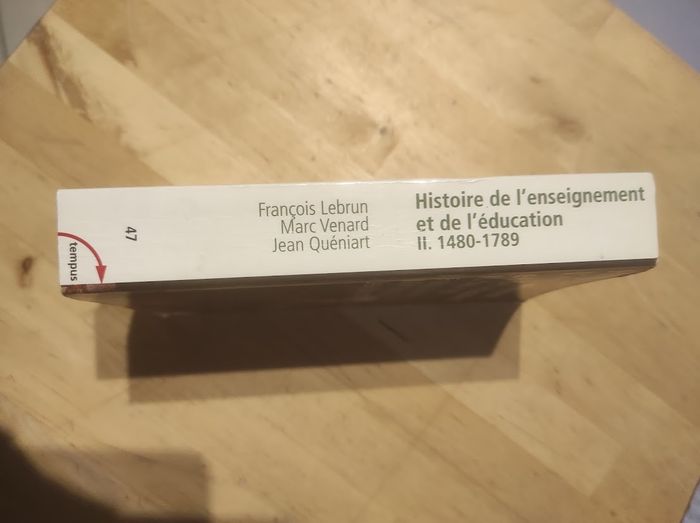 François Lebrun
Marc Venard
Jean Quéniart
Histoire de l'enseignement
et de l'éducation
II. 1480-1789
47
tempus